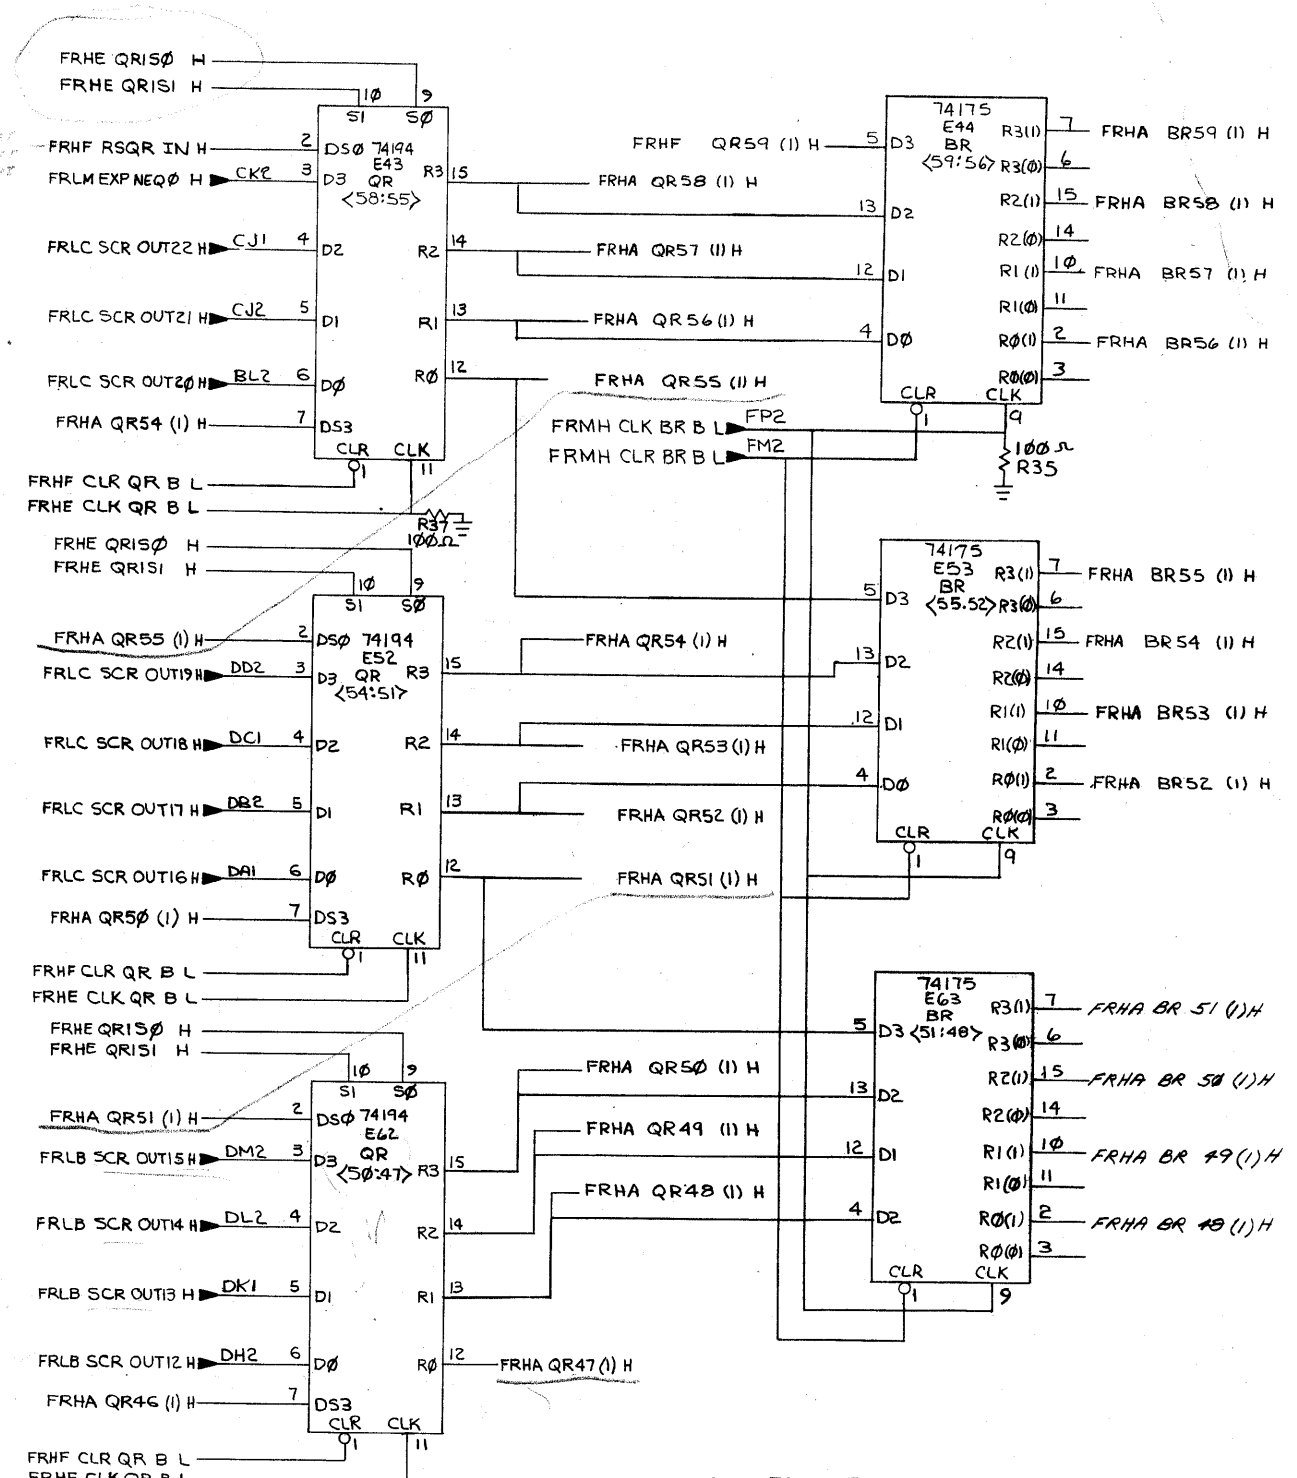 FRHE QR1SØ H
FRHE QR1S1 H
1Ø 9
S1 SØ
FRHF RSQR IN H 2 DSØ 74194
E43
QR
<58:55>
FRLM EXP NEQØ H CK2 3 D3
R3 15 FRHA QR58 (1) H
FRLC SCR OUT22 H CJ1 4 D2
R2 14 FRHA QR57 (1) H
FRLC SCR OUT21 H CJ2 5 D1
R1 13 FRHA QR56 (1) H
FRLC SCR OUT2Ø H BL2 6 DØ
RØ 12 FRHA QR55 (1) H
FRHA QR54 (1) H 7 DS3
CLR CLK
1 11
FRHF CLR QR B L
FRHE CLK QR B L
R37
1ØØΩ
74175
E44
BR
<59:56>
FRHF QR59 (1) H 5 D3
13 D2
12 D1
4 DØ
R3(1) 7 FRHA BR59 (1) H
R3(Ø) 6
R2(1) 15 FRHA BR58 (1) H
R2(Ø) 14
R1(1) 1Ø FRHA BR57 (1) H
R1(Ø) 11
RØ(1) 2 FRHA BR56 (1) H
RØ(Ø) 3
CLR CLK
1 9
FRMH CLK BR B L FP2
FRMH CLR BR B L FM2
1ØØΩ
R35
FRHE QR1SØ H
FRHE QR1S1 H
1Ø 9
S1 SØ
FRHA QR55 (1) H 2 DSØ 74194
E52
QR
<54:51>
FRLC SCR OUT19 H DD2 3 D3
R3 15 FRHA QR54 (1) H
FRLC SCR OUT18 H DC1 4 D2
R2 14 FRHA QR53 (1) H
FRLC SCR OUT17 H DB2 5 D1
R1 13 FRHA QR52 (1) H
FRLC SCR OUT16 H DA1 6 DØ
RØ 12 FRHA QR51 (1) H
FRHA QR5Ø (1) H 7 DS3
CLR CLK
1 11
FRHF CLR QR B L
FRHE CLK QR B L
74175
E53
BR
<55.52>
5 D3
13 D2
12 D1
4 DØ
R3(1) 7 FRHA BR55 (1) H
R3(Ø) 6
R2(1) 15 FRHA BR54 (1) H
R2(Ø) 14
R1(1) 1Ø FRHA BR53 (1) H
R1(Ø) 11
RØ(1) 2 FRHA BR52 (1) H
RØ(Ø) 3
CLR CLK
1 9
FRHE QR1SØ H
FRHE QR1S1 H
1Ø 9
S1 SØ
FRHA QR51 (1) H 2 DSØ 74194
E62
QR
<5Ø:47>
FRLB SCR OUT15 H DM2 3 D3
R3 15 FRHA QR5Ø (1) H
FRLB SCR OUT14 H DL2 4 D2
R2 14 FRHA QR49 (1) H
FRLB SCR OUT13 H DK1 5 D1
R1 13 FRHA QR48 (1) H
FRLB SCR OUT12 H DH2 6 DØ
RØ 12 FRHA QR47 (1) H
FRHA QR46 (1) H 7 DS3
CLR CLK
1 11
FRHF CLR QR B L
FRHE CLK QR B L
74175
E63
BR
<51:48>
5 D3
13 D2
12 D1
4 D2
R3(1) 7 FRHA BR 51 (1) H
R3(Ø) 6
R2(1) 15 FRHA BR 5Ø (1) H
R2(Ø) 14
R1(1) 1Ø FRHA BR 49 (1) H
R1(Ø) 11
RØ(1) 2 FRHA BR 48 (1) H
RØ(Ø) 3
CLR CLK
1 9